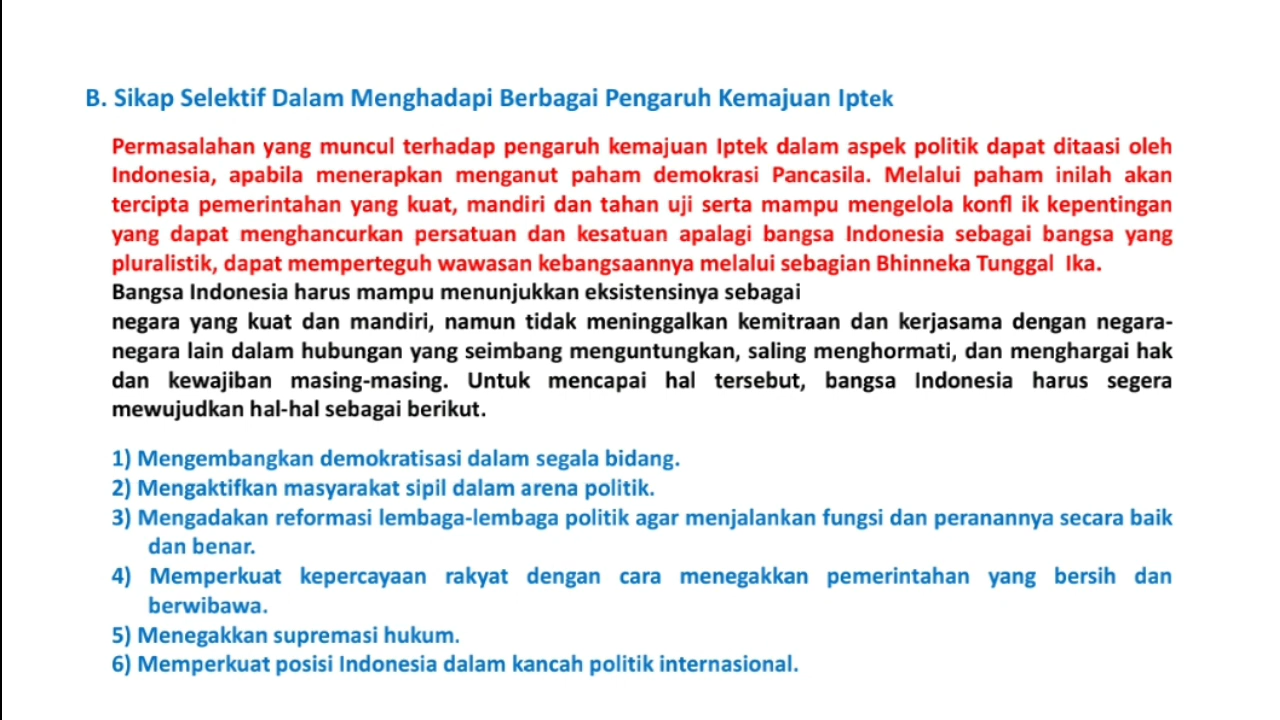 B. Sikap Selektif Dalam Menghadapi Berbagai Pengaruh Kemajuan Iptek
Permasalahan yang muncul terhadap pengaruh kemajuan Iptek dalam aspek politik dapat ditaasi oleh
Indonesia, apabila menerapkan menganut paham demokrasi Pancasila. Melalui paham inilah akan
tercipta pemerintahan yang kuat, mandiri dan tahan uji serta mampu mengelola konfl ik kepentingan
yang dapat menghancurkan persatuan dan kesatuan apalagi bangsa Indonesia sebagai bangsa yang
pluralistik, dapat memperteguh wawasan kebangsaannya melalui sebagian Bhinneka Tunggal Ika.
Bangsa Indonesia harus mampu menunjukkan eksistensinya sebagai
negara yang kuat dan mandiri, namun tidak meninggalkan kemitraan dan kerjasama dengan negara-
negara lain dalam hubungan yang seimbang menguntungkan, saling menghormati, dan menghargai hak
dan kewajiban masing-masing. Untuk mencapai hal tersebut, bangsa Indonesia harus segera
mewujudkan hal-hal sebagai berikut.
1) Mengembangkan demokratisasi dalam segala bidang.
2) Mengaktifkan masyarakat sipil dalam arena politik.
3) Mengadakan reformasi lembaga-lembaga politik agar menjalankan fungsi dan peranannya secara baik
dan benar.
4) Memperkuat kepercayaan rakyat dengan cara menegakkan pemerintahan yang bersih dan
berwibawa.
5) Menegakkan supremasi hukum.
6) Memperkuat posisi Indonesia dalam kancah politik internasional.